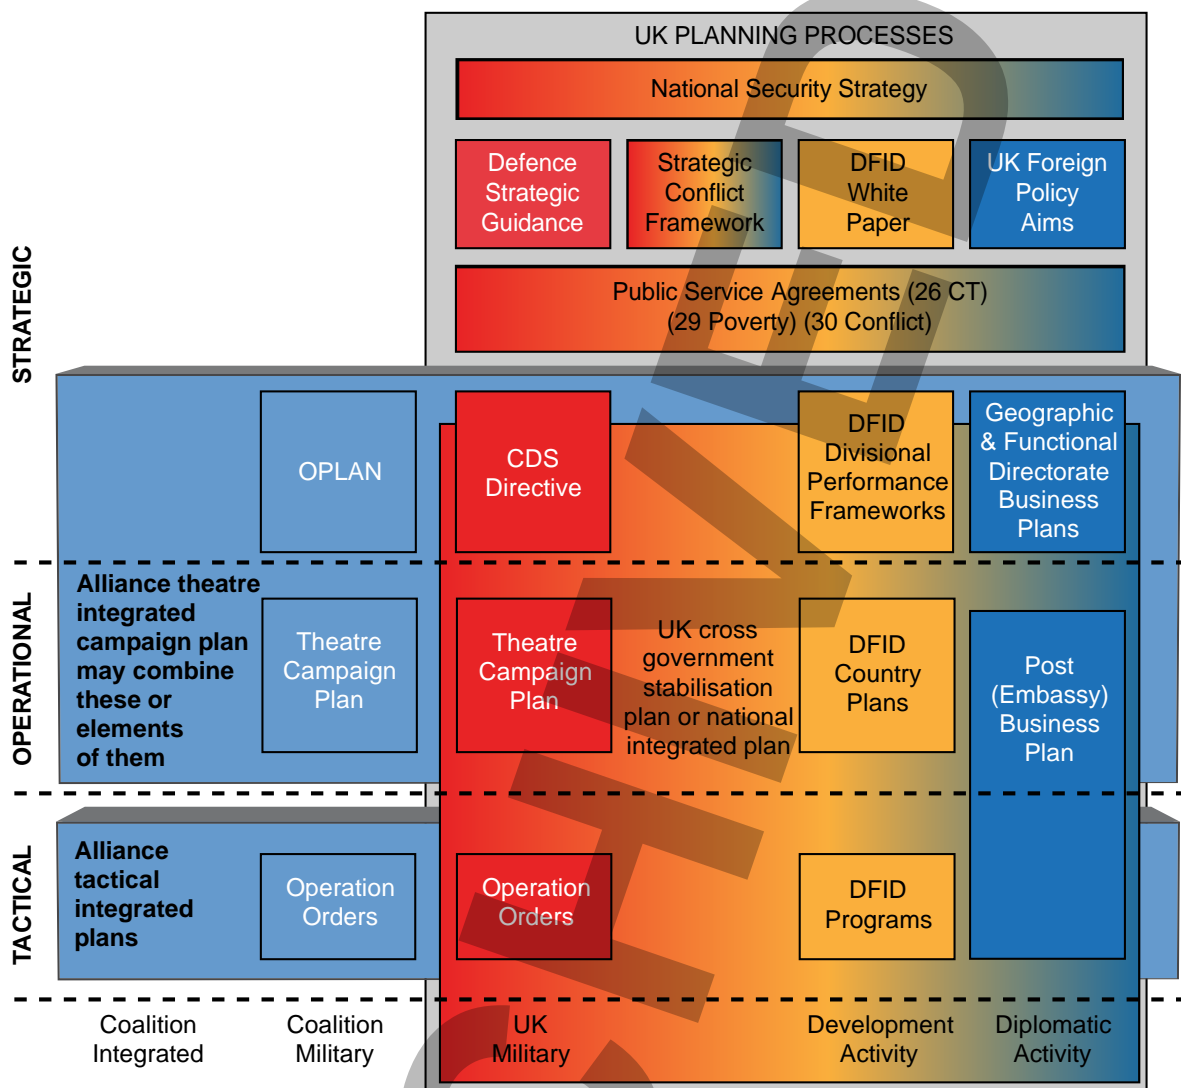 UK PLANNING PROCESSES
National Security Strategy
Defence
Strategic
Guidance
Strategic
Conflict
Framework
DFID
White
Paper
UK Foreign
Policy
Aims
Public Service Agreements (26 CT)
(29 Poverty) (30 Conflict)
STRATEGIC
OPLAN
CDS
Directive
DFID
Divisional
Performance
Frameworks
Geographic
& Functional
Directorate
Business
Plans
OPERATIONAL
Alliance theatre
integrated
campaign plan
may combine
these or
elements
of them
Theatre
Campaign
Plan
Theatre
Campaign
Plan
UK cross
government
stabilisation
plan or national
integrated plan
DFID
Country
Plans
Post
(Embassy)
Business
Plan
TACTICAL
Alliance
tactical
integrated
plans
Operation
Orders
Operation
Orders
DFID
Programs
Coalition
Integrated
Coalition
Military
UK
Military
Development
Activity
Diplomatic
Activity